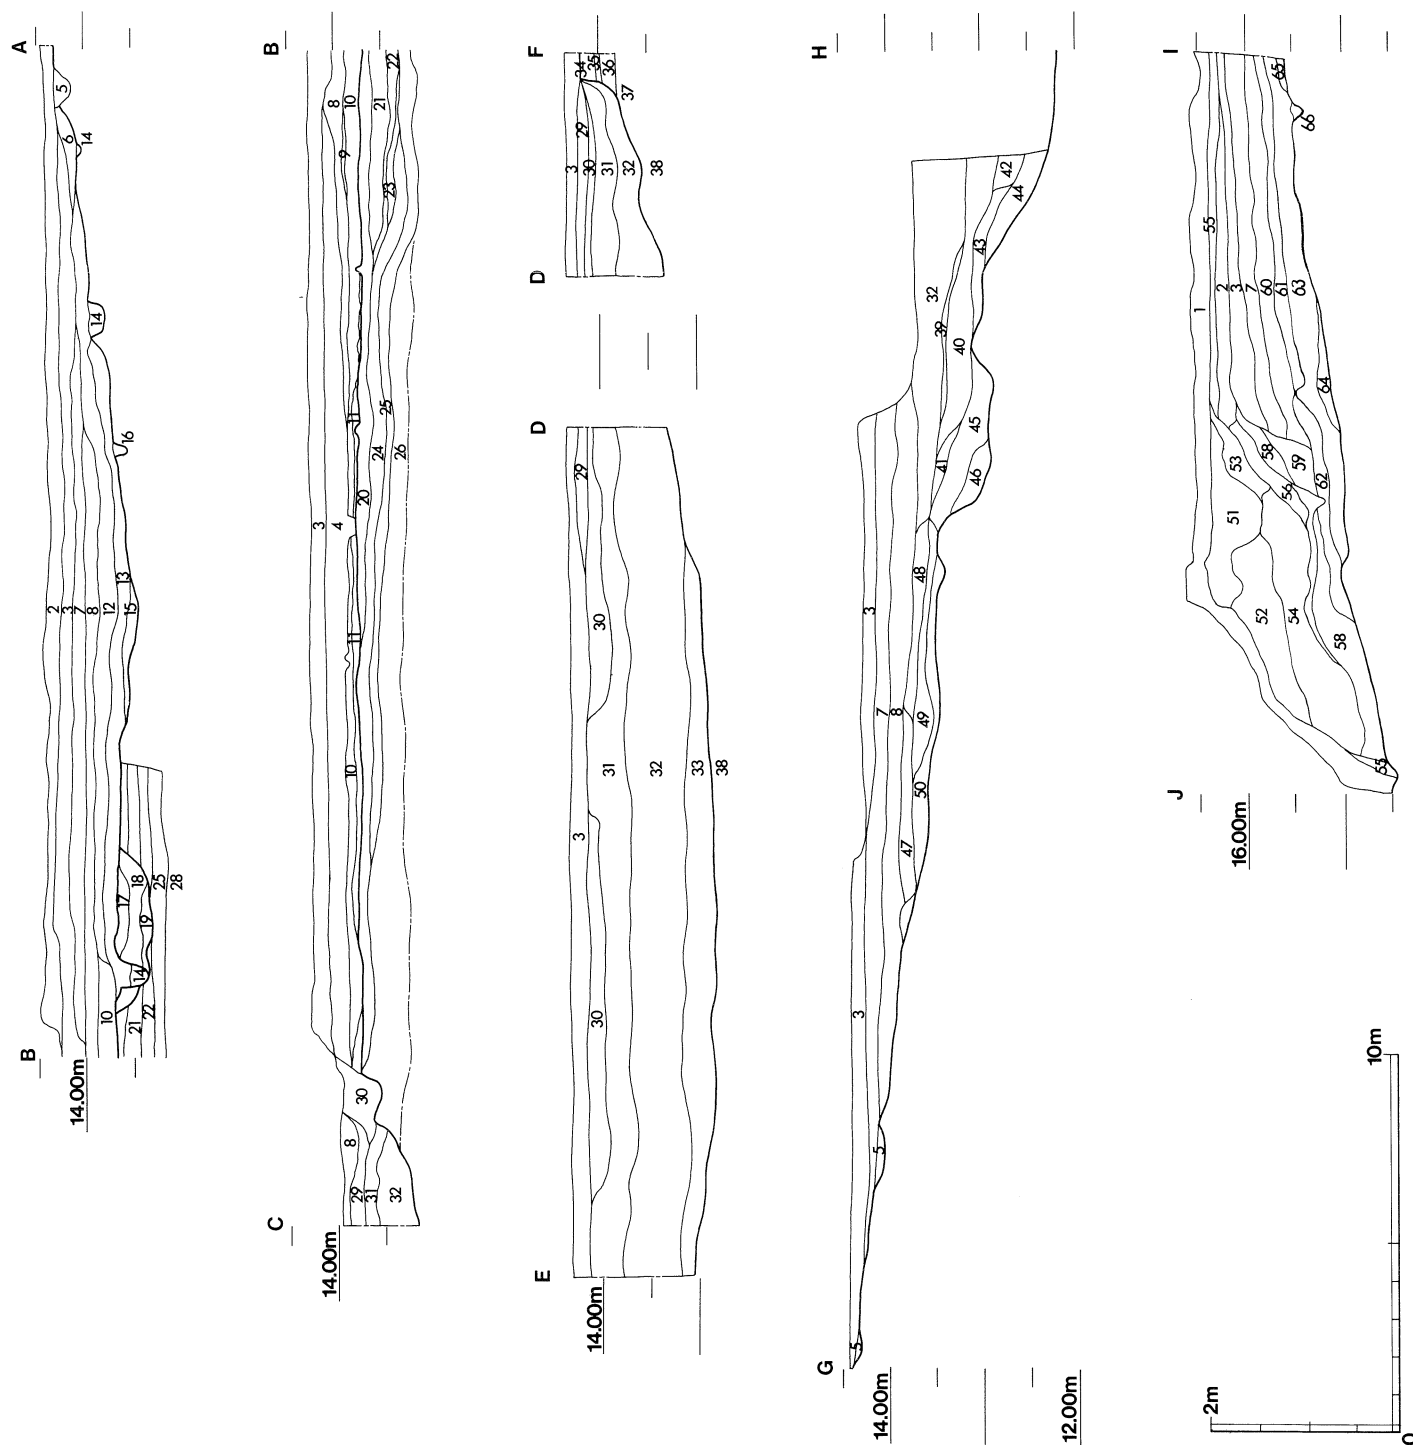 B A
14.00m
2 3 7 8 12 13 15
5 6 14 14 16
10 14 17 18 19 21 22 25 28
C B
14.00m
3 4 8 9 10 11 20 21 22 23 24 25 26
10 11
8 29 30 31 32
D F
3 29 30 31 32 38
34 35 36 37
E D
14.00m
3 29 30 30 31 32 33 38
G H
14.00m
12.00m
3 3 5 5 7 8 47 48 49 50
32 39 40 41 42 43 44 45 46
J I
16.00m
1 55 2 3 7 60 61 63 64 65 66
51 52 53 54 56 58 59 62
58 55
2m
0 10m